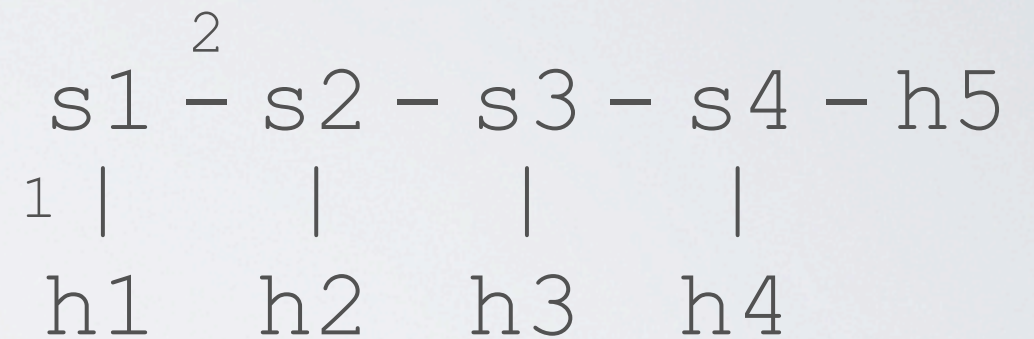 2
s1 - s2 - s3 - s4 - h5
1 |    |    |    |
h1 h2 h3 h4